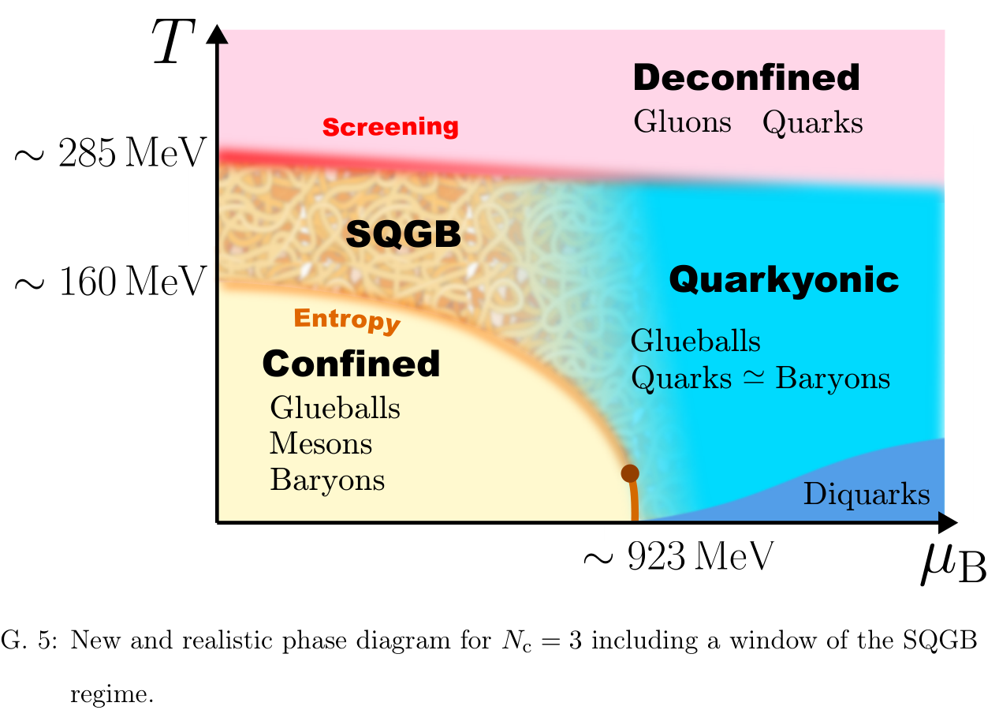 T
Deconfined
Gluons Quarks
Screening
∼ 285 MeV
SQGB
∼ 160 MeV
Quarkyonic
Entropy
Glueballs
Confined
Quarks ≃ Baryons
Glueballs
Mesons
Baryons
Diquarks
∼ 923 MeV
μB
G. 5: New and realistic phase diagram for Nc = 3 including a window of the SQGB
regime.